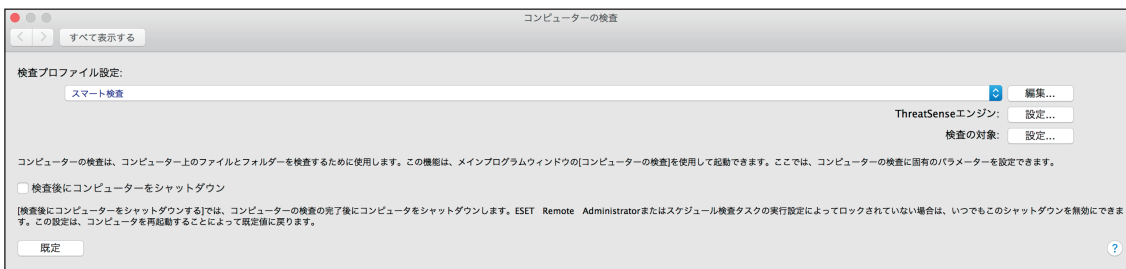 コンピューターの検査
すべて表示する
検査プロファイル設定:
スマート検査
編集...
ThreatSenseエンジン:
設定...
検査の対象:
設定...
コンピューターの検査は、コンピューター上のファイルとフォルダーを検査するために使用します。この機能は、メインプログラムウィンドウの[コンピューターの検査]を使用して起動できます。ここでは、コンピューターの検査に固有のパラメーターを設定できます。
検査後にコンピューターをシャットダウン
[検査後にコンピューターをシャットダウンする]では、コンピューターの検査の完了後にコンピュータをシャットダウンします。ESET Remote Administratorまたはスケジュール検査タスクの実行設定によってロックされていない場合は、いつでもこのシャットダウンを無効にできま
す。この設定は、コンピュータを再起動することによって既定値に戻ります。
既定
?